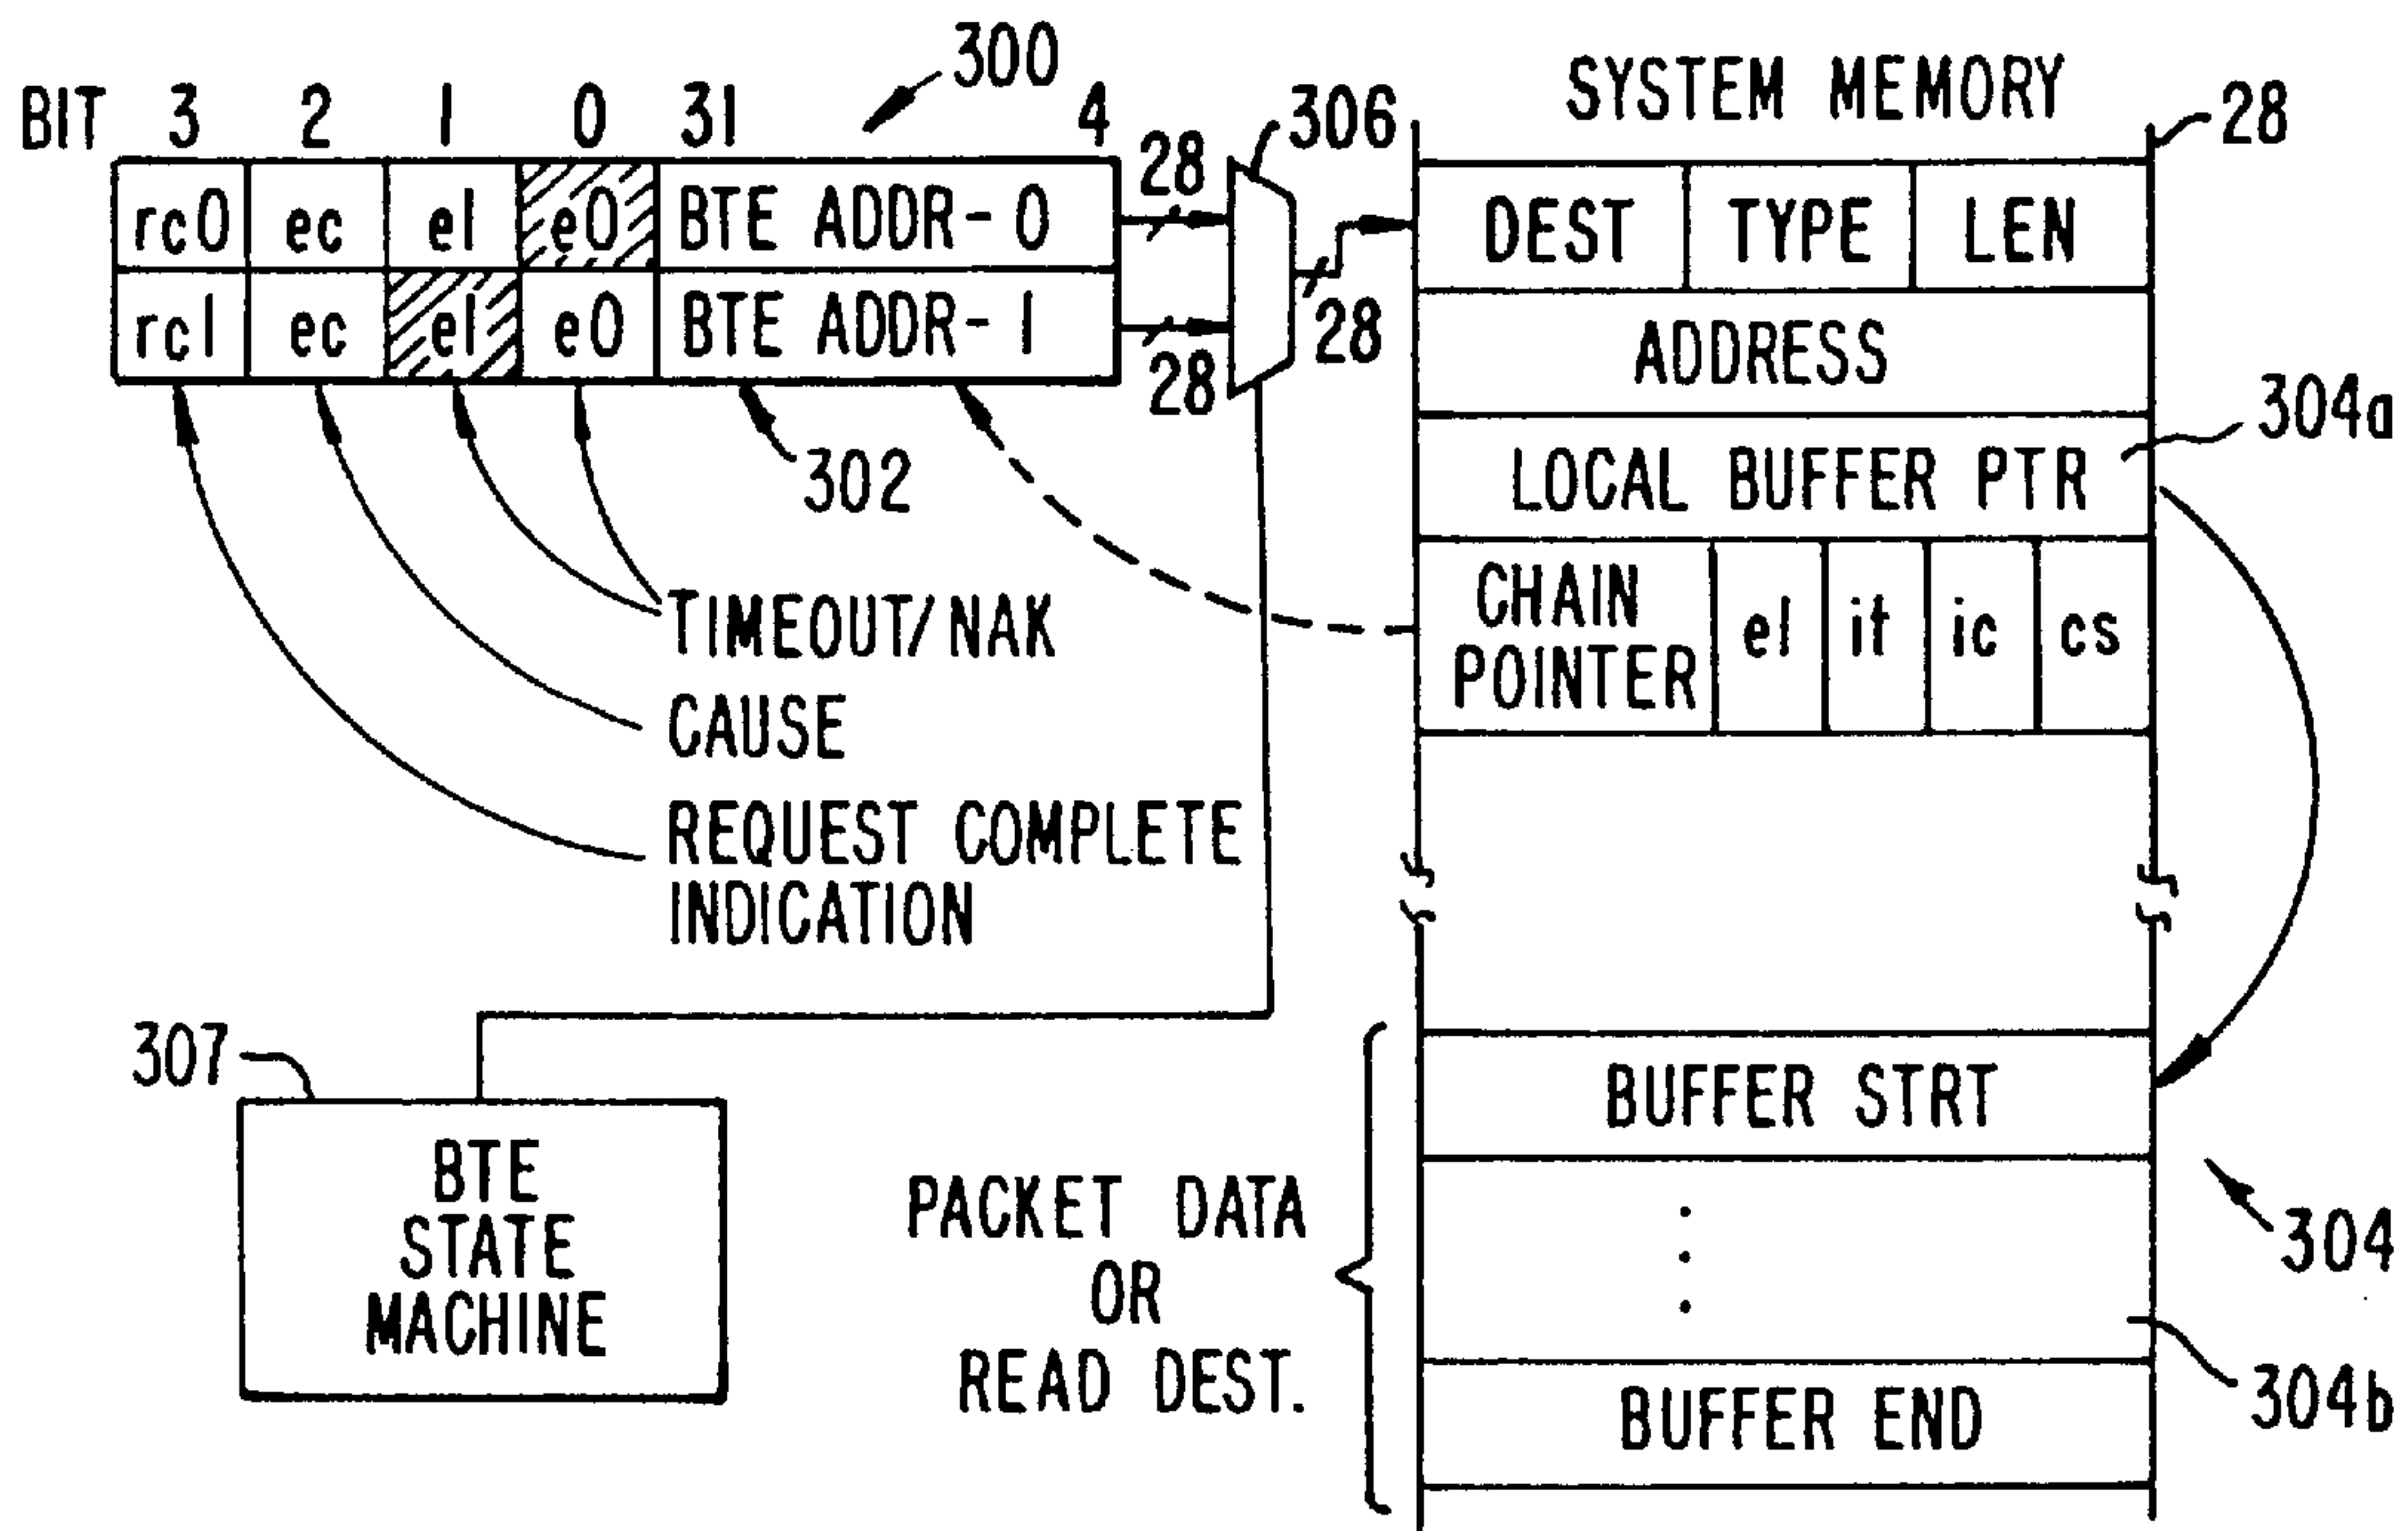 300
SYSTEM MEMORY
BIT 3 2 1 0 31 4
28
306
28
rc0 ec e1 e0 BTE ADDR- 0
DEST TYPE LEN
rc1 ec e1 e0 BTE ADDR- 1
28
28
ADDRESS
304a
302
LOCAL BUFFER PTR
TIMEOUT/NAK
CHAIN POINTER
el it ic cs
CAUSE
REQUEST COMPLETE
INDICATION
307
BUFFER STRT
BTE
STATE
MACHINE
PACKET DATA
OR
READ DEST.
304
304b
BUFFER END